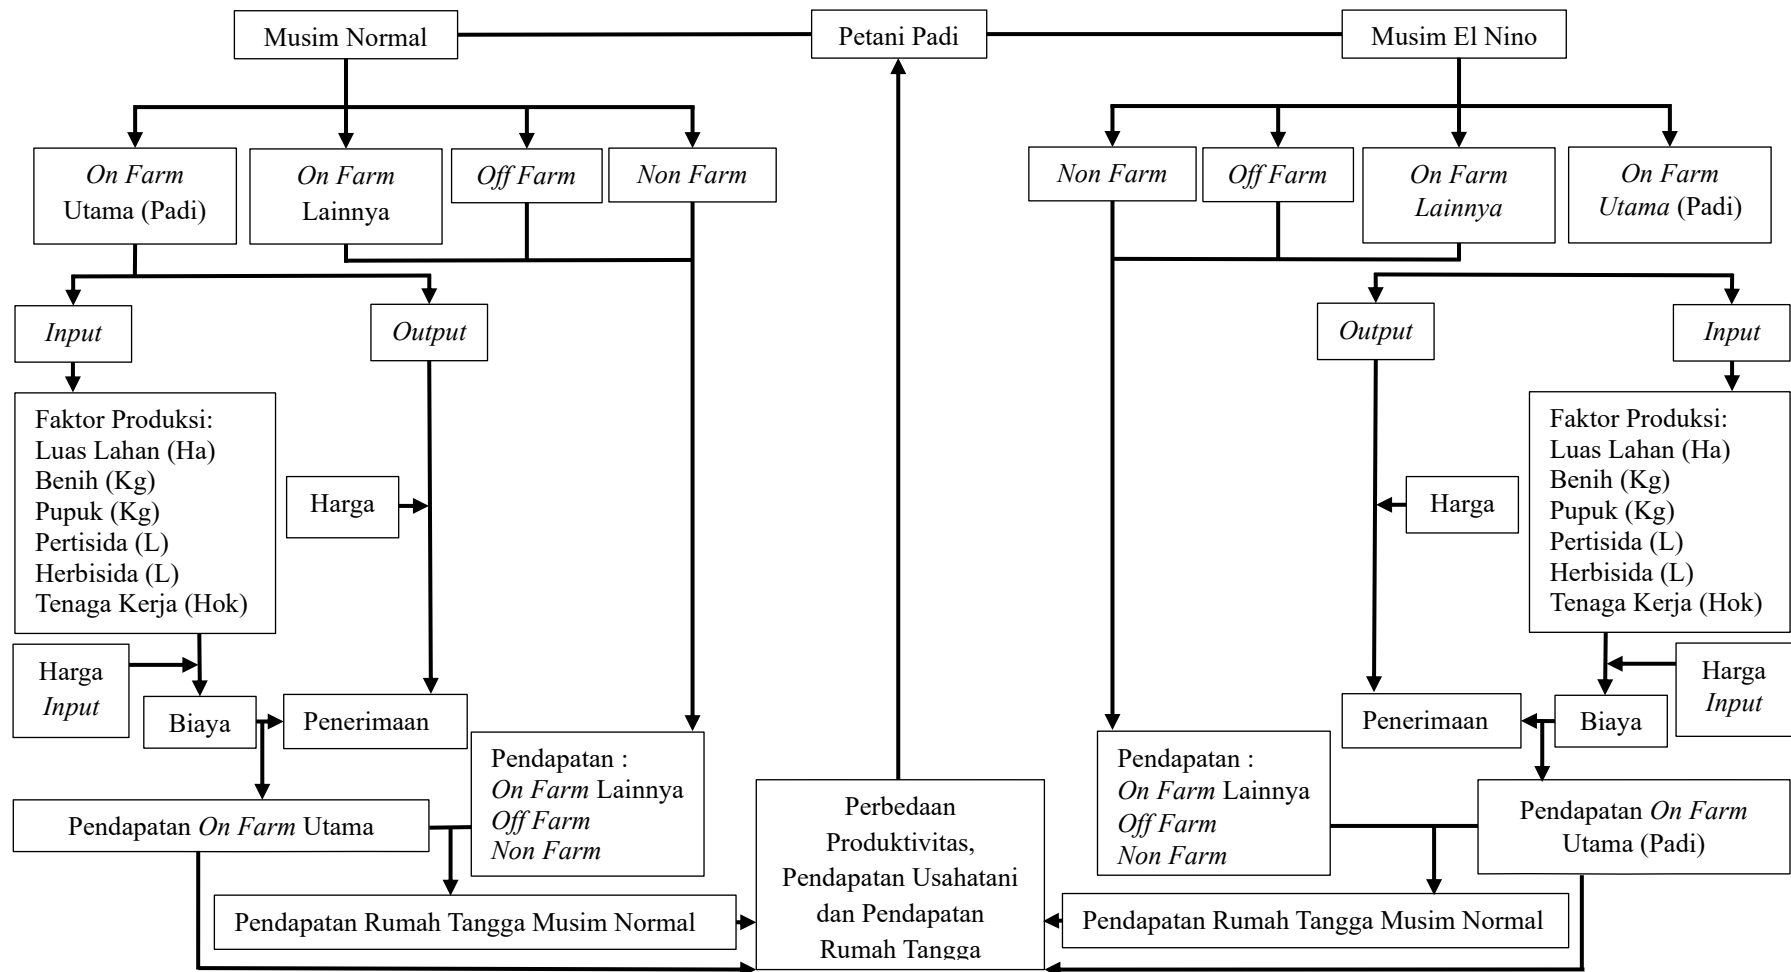 Musim Normal
Petani Padi
Musim El Nino
On Farm
Utama (Padi)
On Farm
Lainnya
Off Farm
Non Farm
Non Farm
Off Farm
On Farm
Lainnya
On Farm
Utama (Padi)
Input
Output
Output
Input
Faktor Produksi:
Luas Lahan (Ha)
Benih (Kg)
Pupuk (Kg)
Pertisida (L)
Herbisida (L)
Tenaga Kerja (Hok)
Harga
Harga
Faktor Produksi:
Luas Lahan (Ha)
Benih (Kg)
Pupuk (Kg)
Pertisida (L)
Herbisida (L)
Tenaga Kerja (Hok)
Harga
Input
Biaya
Penerimaan
Penerimaan
Biaya
Harga
Input
Pendapatan :
On Farm Lainnya
Off Farm
Non Farm
Pendapatan :
On Farm Lainnya
Off Farm
Non Farm
Pendapatan On Farm Utama
Perbedaan
Produktivitas,
Pendapatan Usahatani
dan Pendapatan
Rumah Tangga
Pendapatan On Farm
Utama (Padi)
Pendapatan Rumah Tangga Musim Normal
Pendapatan Rumah Tangga Musim Normal